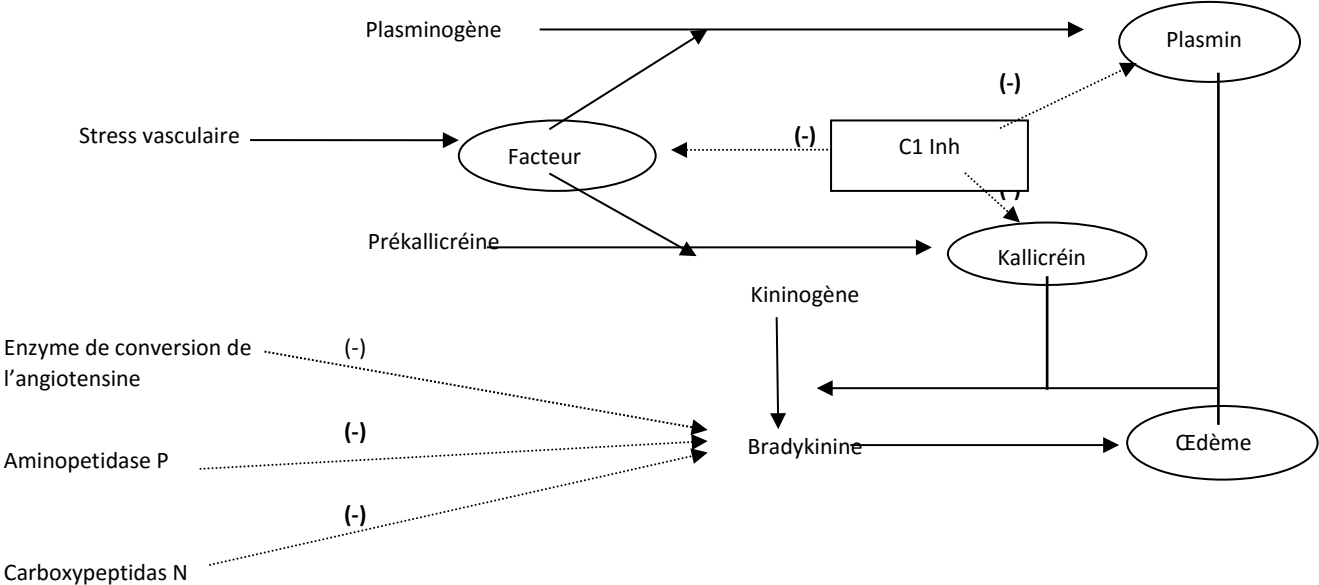 Plasminogène
Plasmin
(-)
Stress vasculaire
(-)
C1 Inh
Facteur
Prékallicréine
Kallicréin
Kininogène
Enzyme de conversion de
l’angiotensine
(-)
(-)
Bradykinine
Œdème
Aminopetidase P
(-)
Carboxypeptidas N